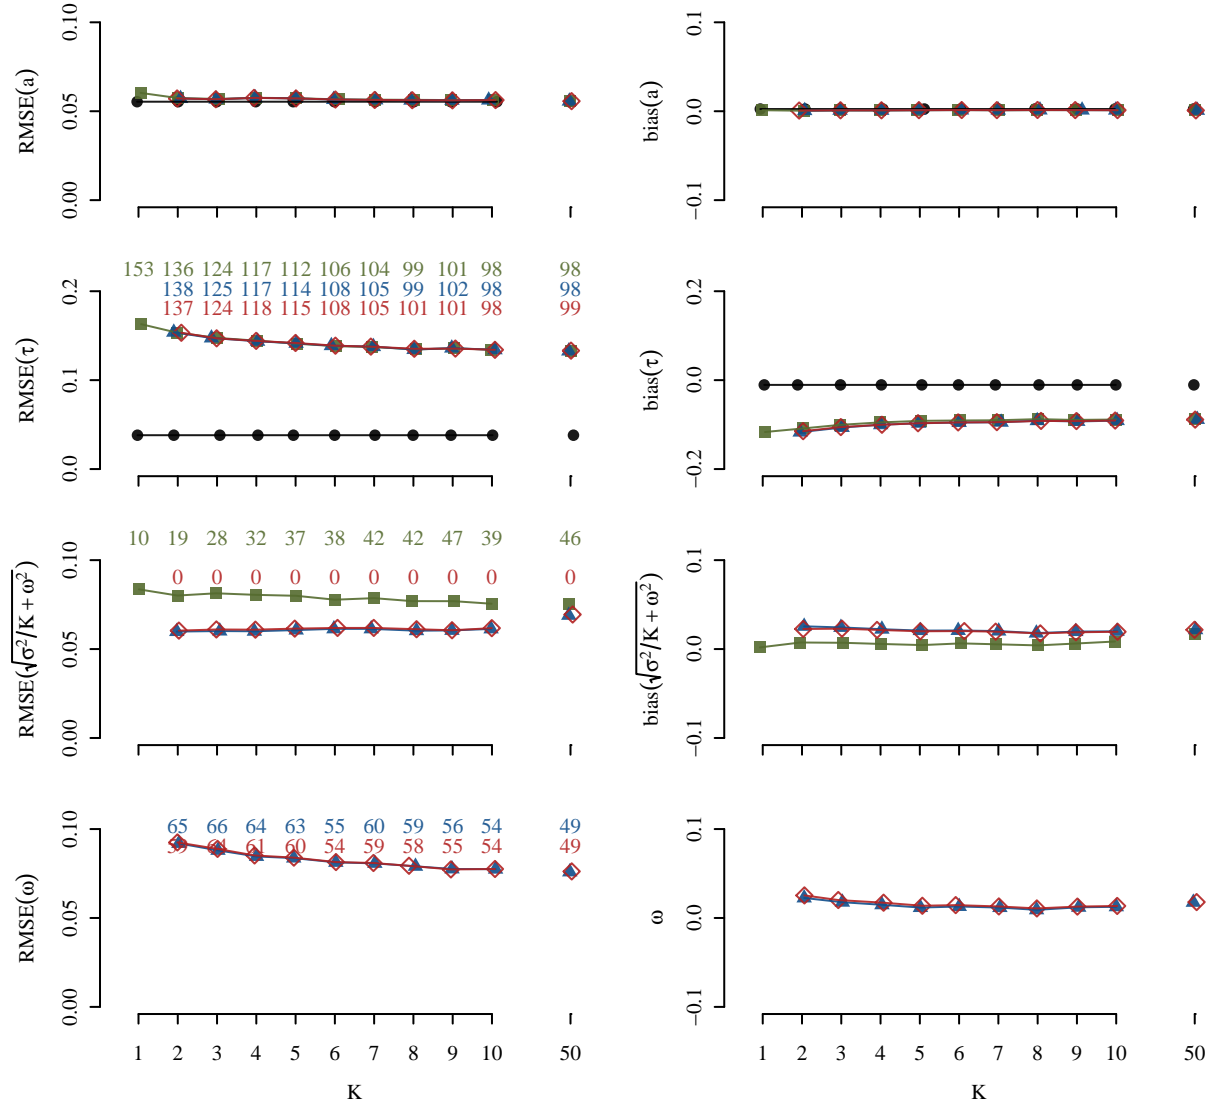 RMSE(a)
0.00 0.05 0.10
bias(a)
−0.1 0.0 0.1
RMSE(τ)
0.0 0.1 0.2
153 136 124 117 112 106 104 99 101 98 98
138 125 117 114 108 105 99 102 98 98
137 124 118 115 108 105 101 101 98 99
bias(τ)
−0.2 0.0 0.2
RMSE(√σ²/K + ω²)
0.00 0.05 0.10
10 19 28 32 37 38 42 42 47 39 46
0 0 0 0 0 0 0 0 0 0
bias(√σ²/K + ω²)
−0.1 0.0 0.1
RMSE(ω)
0.00 0.05 0.10
65 66 64 63 55 60 59 56 54 49
59 64 61 60 54 59 58 55 54 49
1 2 3 4 5 6 7 8 9 10 50
K
ω
−0.1 0.0 0.1
1 2 3 4 5 6 7 8 9 10 50
K